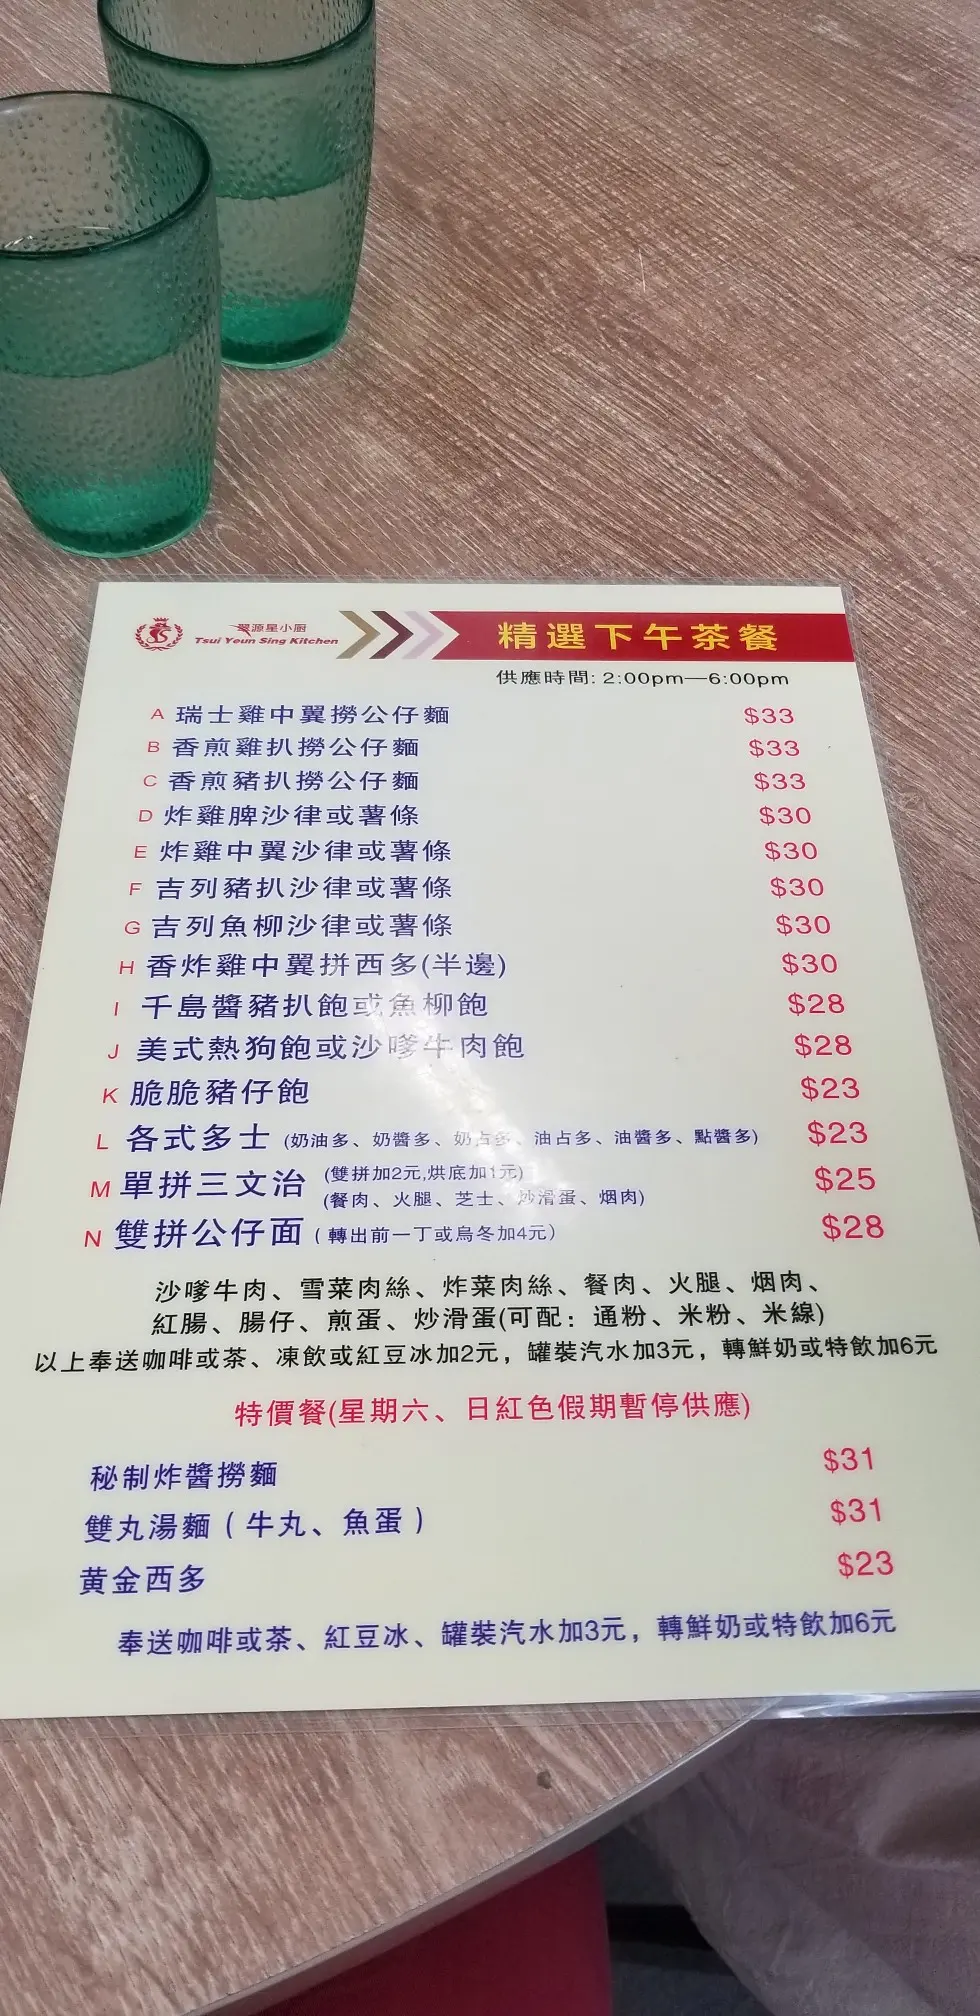 聚源星小厨
Tsui Yeun Sing Kitchen
精選下午茶餐
供應時間: 2:00pm—6:00pm
A 瑞士雞中翼撈公仔麵 $33
B 香煎雞扒撈公仔麵 $33
C 香煎豬扒撈公仔麵 $33
D 炸雞脾沙律或薯條 $30
E 炸雞中翼沙律或薯條 $30
F 吉列豬扒沙律或薯條 $30
G 吉列魚柳沙律或薯條 $30
H 香炸雞中翼拼西多(半邊) $30
I 千島醬豬扒飽或魚柳飽 $28
J 美式熱狗飽或沙嗲牛肉飽 $28
K 脆脆豬仔飽 $23
L 各式多士 (奶油多、奶醬多、奶占多、油占多、油醬多、點醬多) $23
M 單拼三文治 (雙拼加2元,烘底加1元) $25
(餐肉、火腿、芝士、炒滑蛋、烟肉)
N 雙拼公仔面 (轉出前一丁或烏冬加4元) $28
沙嗲牛肉、雪菜肉絲、炸菜肉絲、餐肉、火腿、烟肉、
紅腸、腸仔、煎蛋、炒滑蛋(可配：通粉、米粉、米線)
以上奉送咖啡或茶、凍飲或紅豆冰加2元，罐裝汽水加3元，轉鮮奶或特飲加6元
特價餐(星期六、日紅色假期暫停供應)
秘制炸醬撈麵 $31
雙丸湯麵（牛丸、魚蛋） $31
黄金西多 $23
奉送咖啡或茶、紅豆冰、罐裝汽水加3元，轉鮮奶或特飲加6元